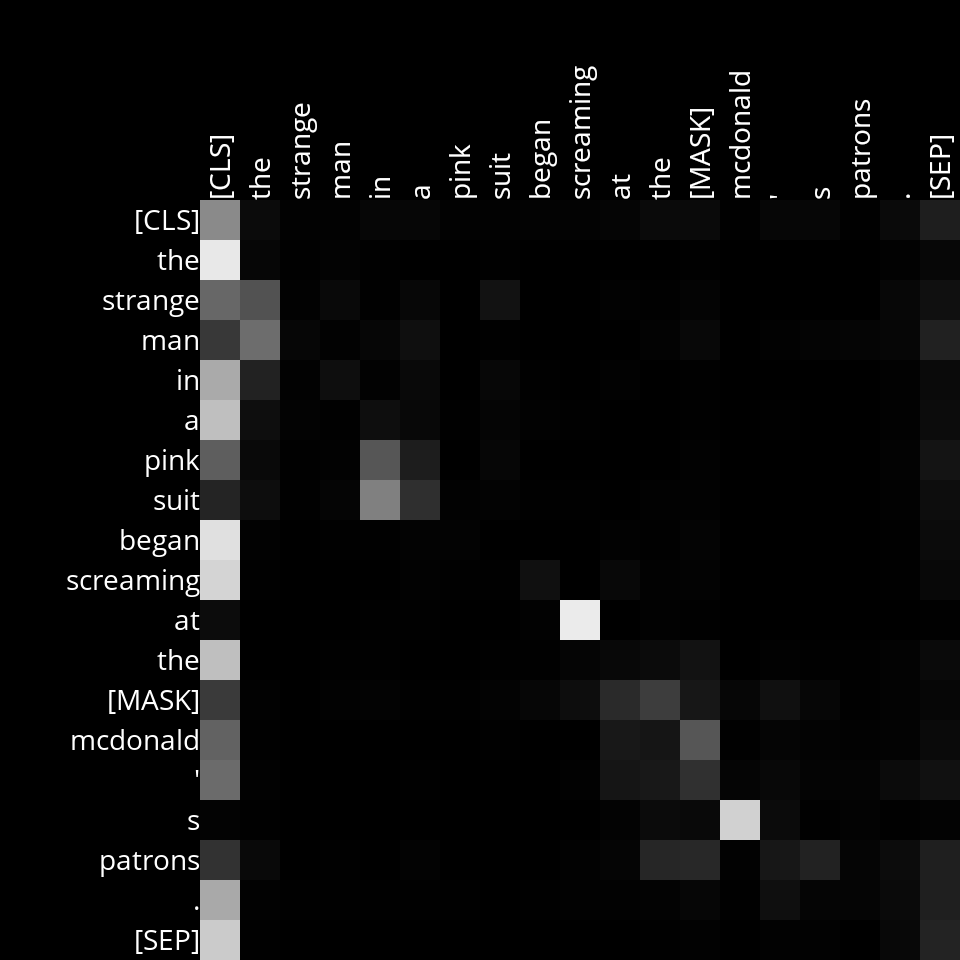 [CLS] the strange man in a pink suit began screaming at the [MASK] mcdonald ' s patrons . [SEP]
[CLS]
the
strange
man
in
a
pink
suit
began
screaming
at
the
[MASK]
mcdonald
'
s
patrons
.
[SEP]